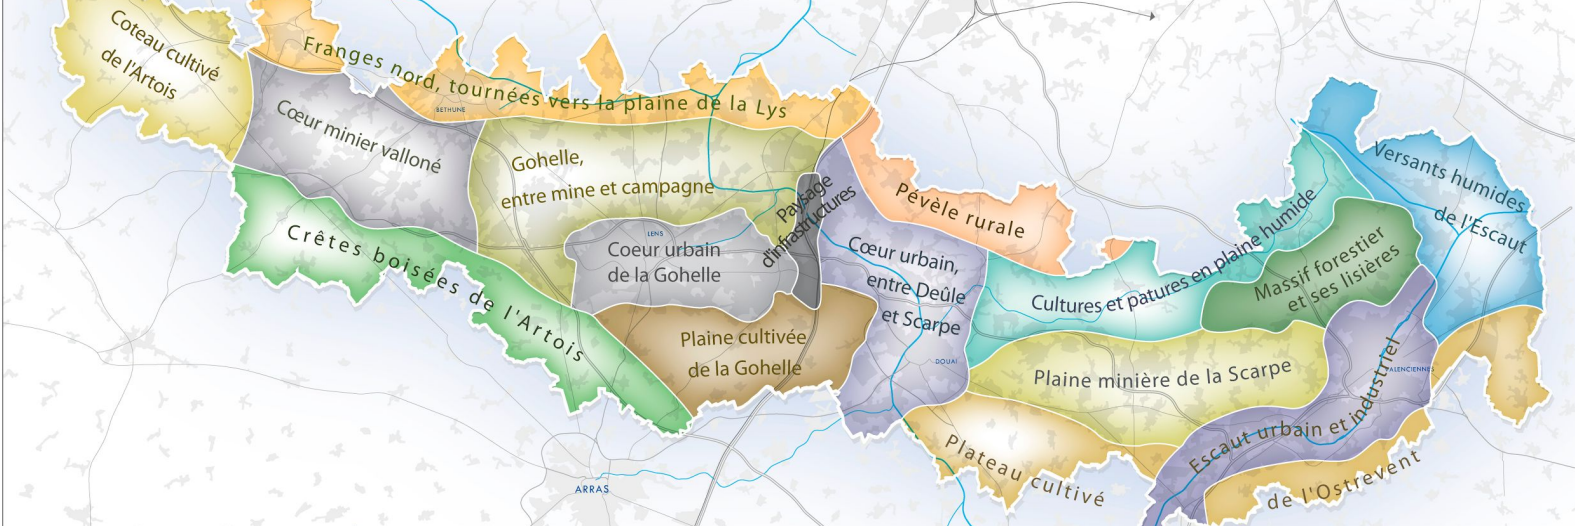 Coteau cultivé
de l'Artois
Franges nord, tournées vers la plaine de la Lys
BETHUNE
Cœur minier valloné
Gohelle,
entre mine et campagne
Paysage
d'infrastructures
Crêtes boisées de l'Artois
LENS
Coeur urbain
de la Gohelle
Plaine cultivée
de la Gohelle
Pévèle rurale
Cœur urbain,
entre Deûle
et Scarpe
DOUAI
Cultures et patures en plaine humide
Massif forestier
et ses lisières
Versants humides
de l'Escaut
Plaine minière de la Scarpe
ALENCIENNES
Escaut urbain et industriel
Plateau cultivé
de l'Ostrevent
ARRAS